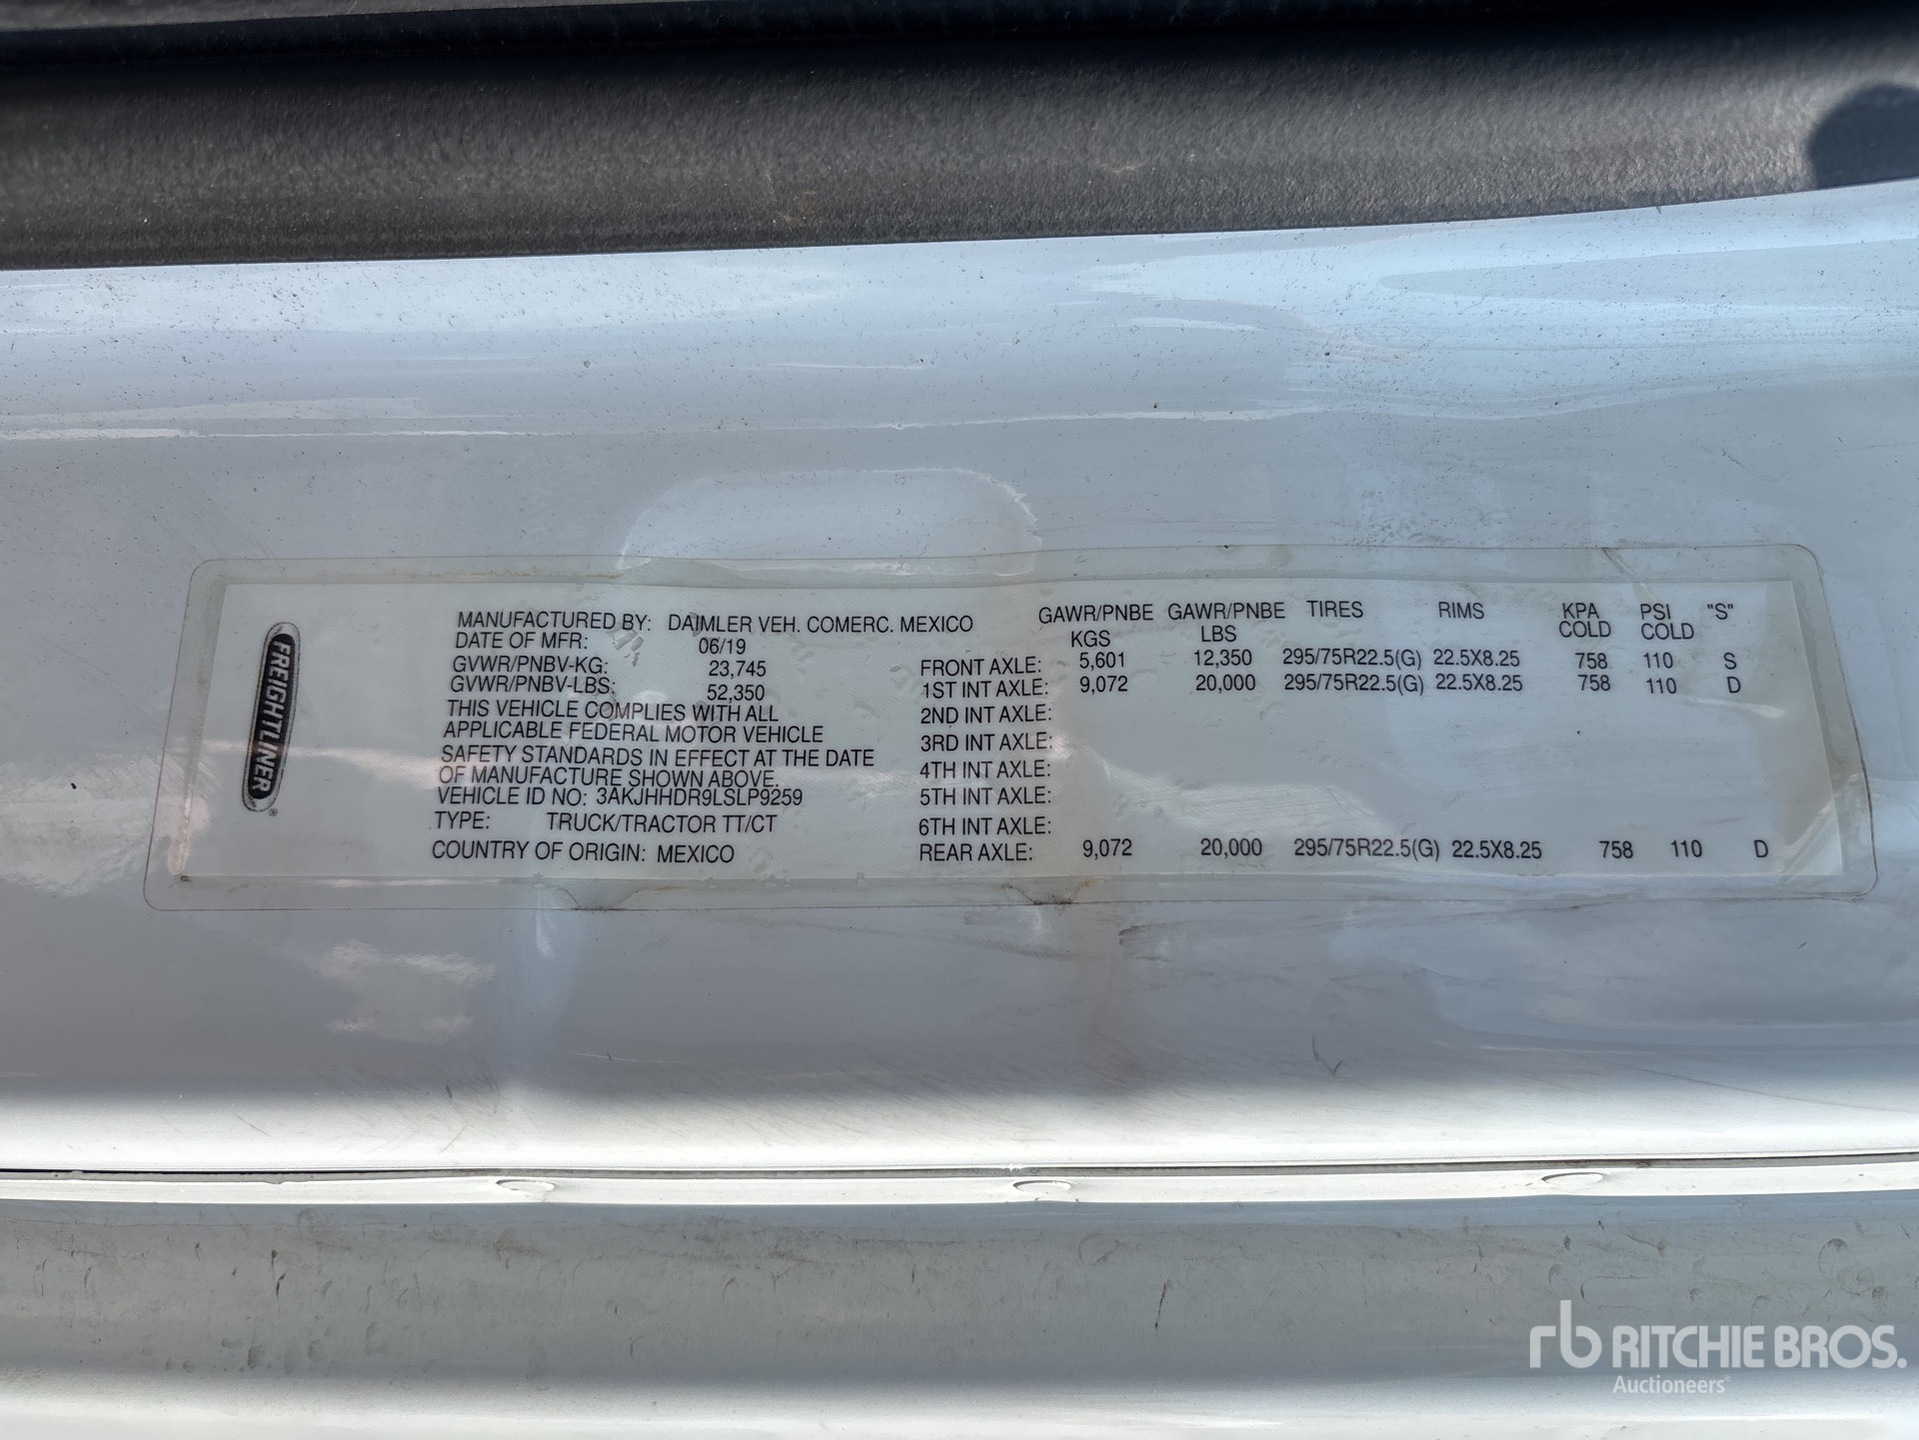 FREIGHTLINER®
MANUFACTURED BY: DAIMLER VEH. COMERC. MEXICO
DATE OF MFR: 06/19
GVWR/PNBV-KG: 23,745
GVWR/PNBV-LBS: 52,350
THIS VEHICLE COMPLIES WITH ALL
APPLICABLE FEDERAL MOTOR VEHICLE
SAFETY STANDARDS IN EFFECT AT THE DATE
OF MANUFACTURE SHOWN ABOVE.
VEHICLE ID NO: 3AKJHHDR9LSLP9259
TYPE: TRUCK/TRACTOR TT/CT
COUNTRY OF ORIGIN: MEXICO
GAWR/PNBE GAWR/PNBE TIRES RIMS KPA PSI "S"
KGS LBS COLD COLD
FRONT AXLE: 5,601 12,350 295/75R22.5(G) 22.5X8.25 758 110 S
1ST INT AXLE: 9,072 20,000 295/75R22.5(G) 22.5X8.25 758 110 D
2ND INT AXLE:
3RD INT AXLE:
4TH INT AXLE:
5TH INT AXLE:
6TH INT AXLE:
REAR AXLE: 9,072 20,000 295/75R22.5(G) 22.5X8.25 758 110 D
rb RITCHIE BROS.
Auctioneers